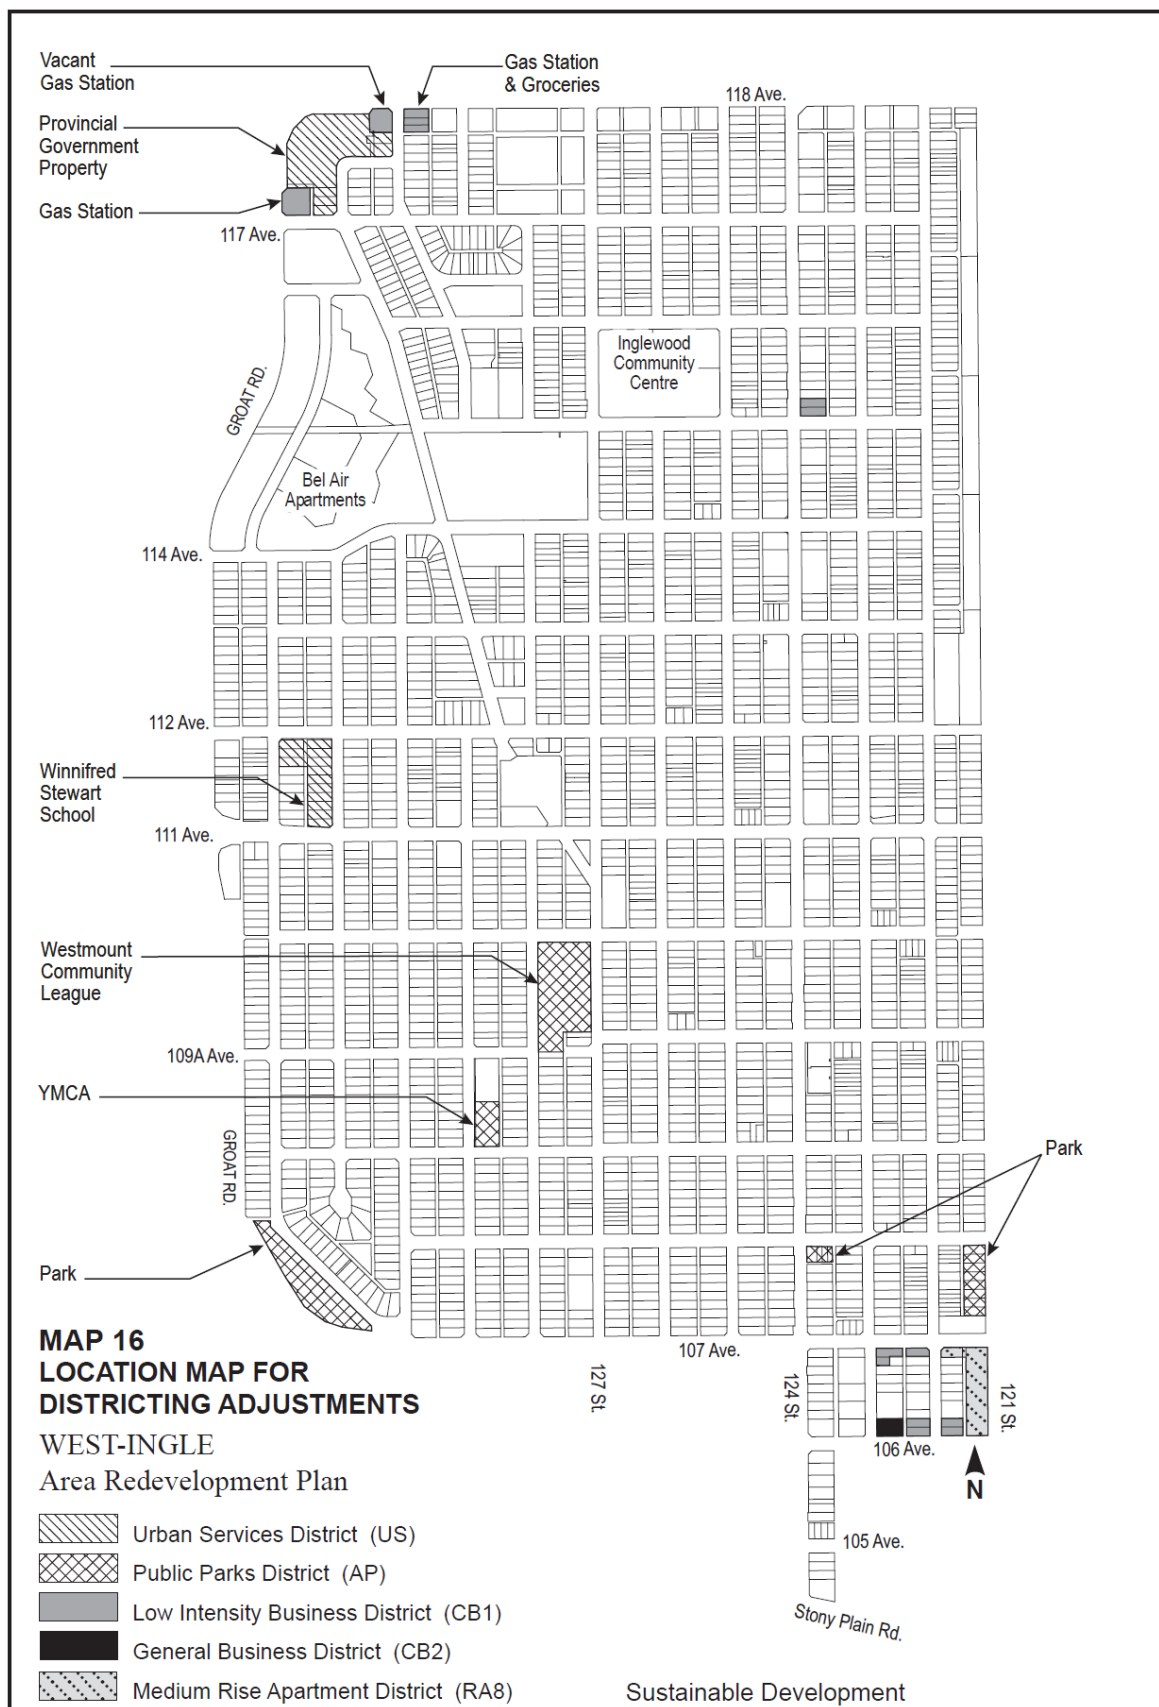 Vacant
Gas Station
Gas Station
& Groceries
118 Ave.
Provincial
Government
Property
Gas Station
117 Ave.
Inglewood
Community
Centre
GROAT RD.
Bel Air
Apartments
114 Ave.
112 Ave.
Winnifred
Stewart
School
111 Ave.
Westmount
Community
League
109A Ave.
YMCA
GROAT RD.
Park
Park
MAP 16
LOCATION MAP FOR
DISTRICTING ADJUSTMENTS
WEST-INGLE
Area Redevelopment Plan
107 Ave.
127 St.
124 St.
121 St.
106 Ave.
N
105 Ave.
Stony Plain Rd.
Urban Services District (US)
Public Parks District (AP)
Low Intensity Business District (CB1)
General Business District (CB2)
Medium Rise Apartment District (RA8)
Sustainable Development